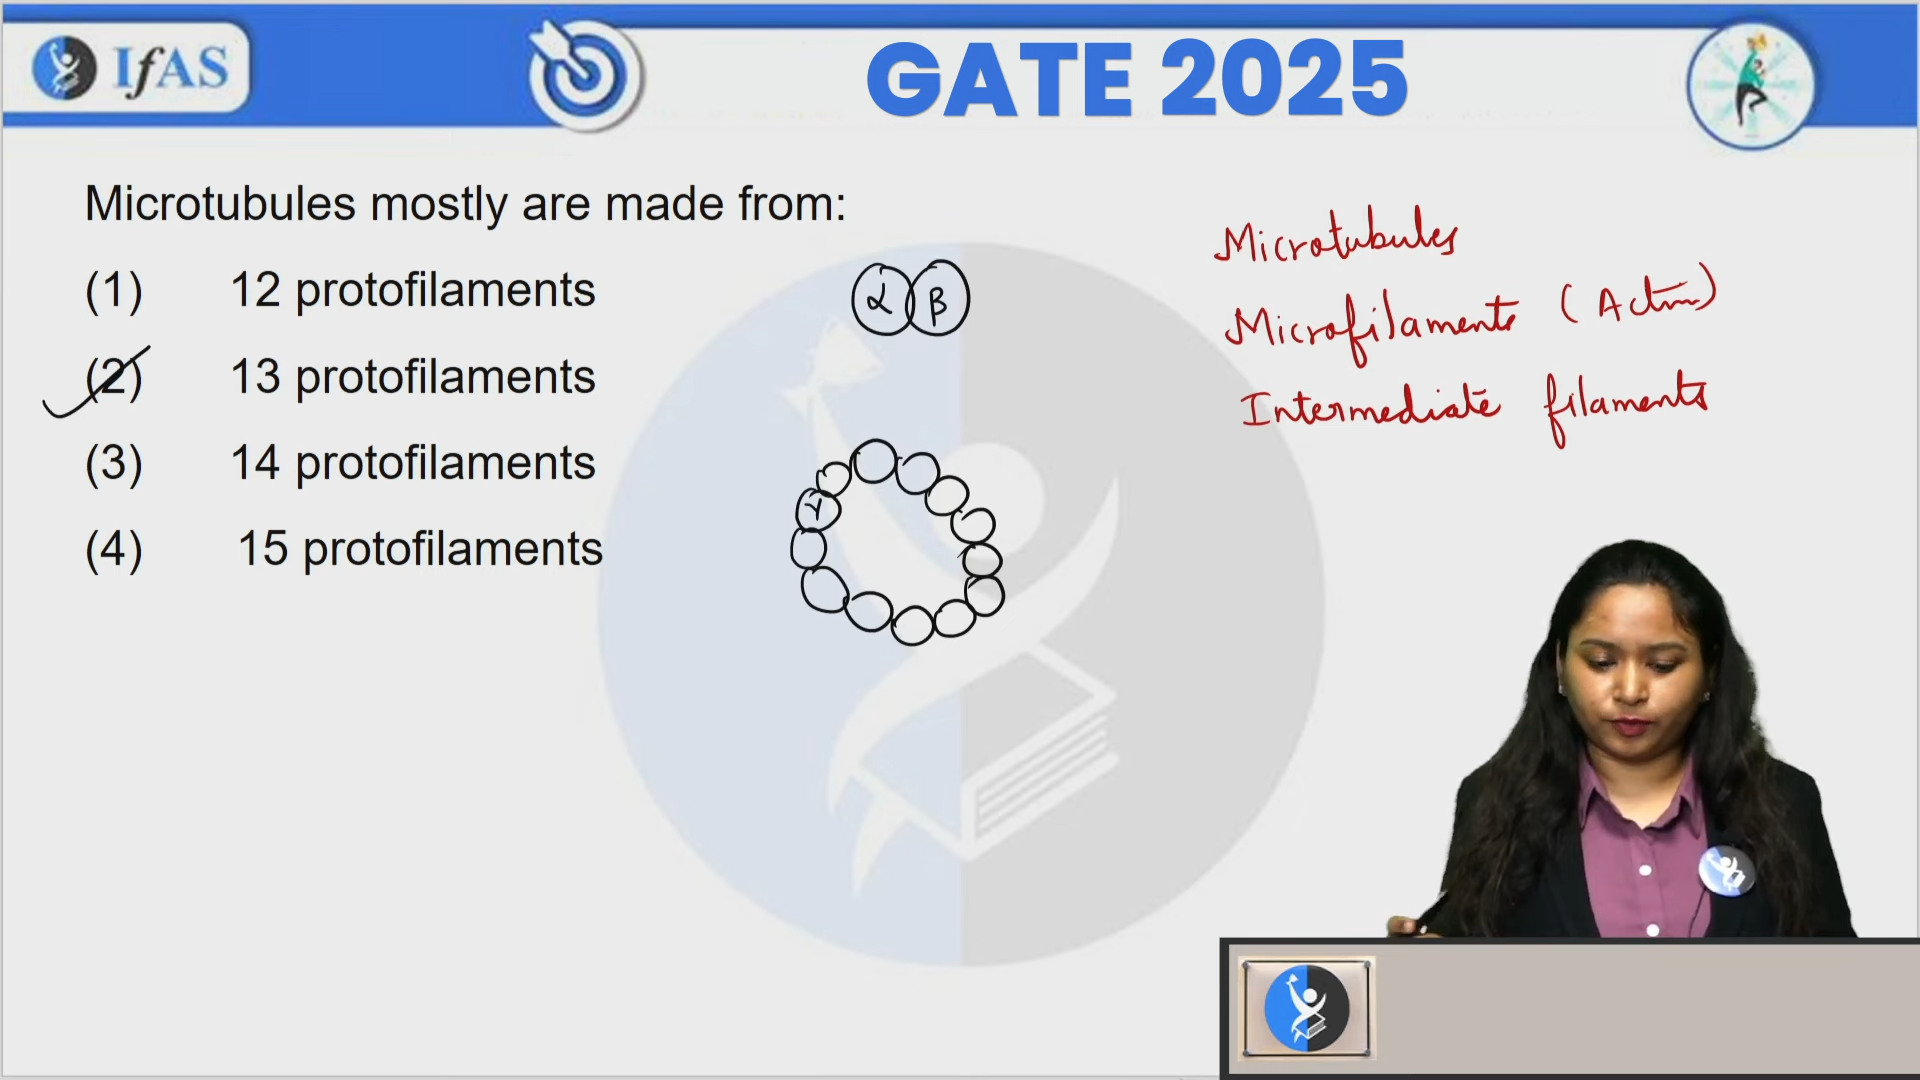 IfAS
GATE 2025
Microtubules mostly are made from:
(1) 12 protofilaments
(2) 13 protofilaments
(3) 14 protofilaments
(4) 15 protofilaments
α β
γ
Microtubules
Microfilaments (Actin)
Intermediate filaments